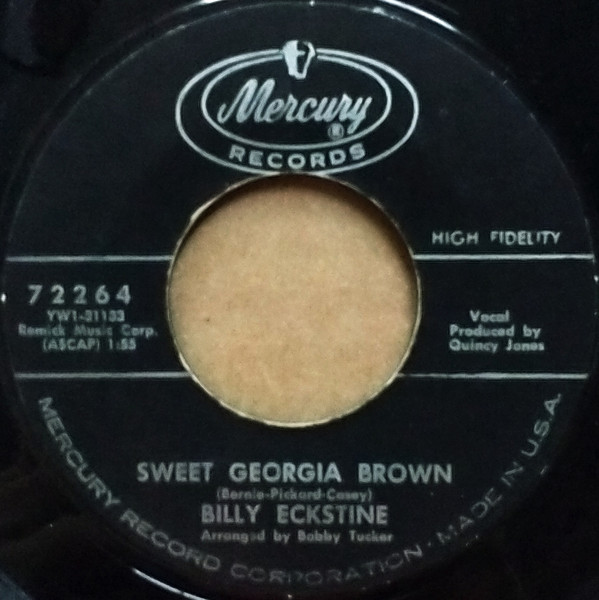 Mercury
®
RECORDS
HIGH FIDELITY
72264
YW1-31133
Remick Music Corp.
(ASCAP) 1:55
Vocal
Produced by
Quincy Jones
SWEET GEORGIA BROWN
(Bernie-Pickard-Casey)
BILLY ECKSTINE
Arranged by Bobby Tucker
MERCURY RECORD CORPORATION · MADE IN U.S.A.